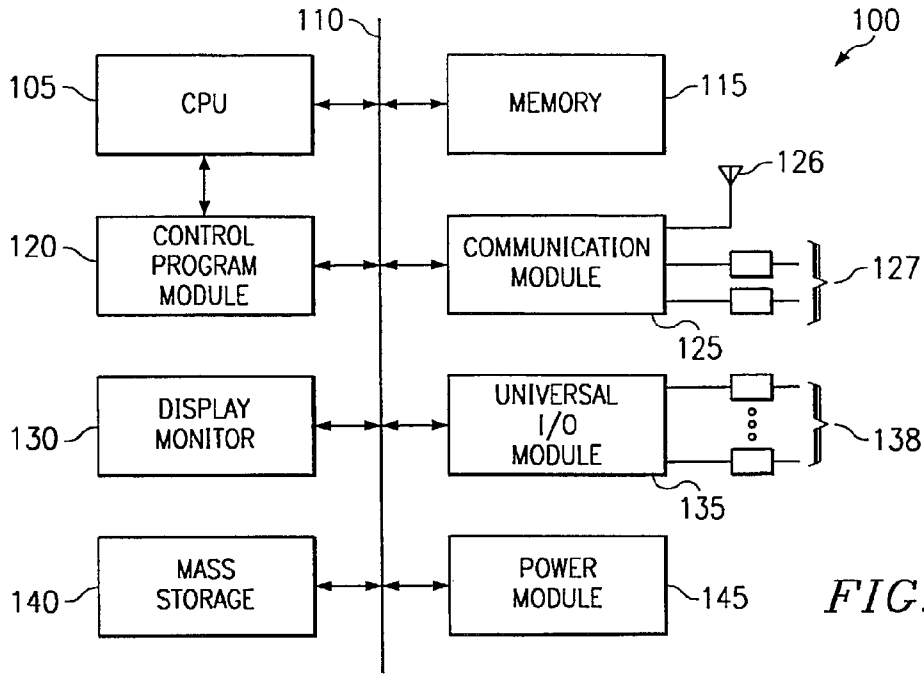 110
100
105
CPU
MEMORY
115
126
120
CONTROL
PROGRAM
MODULE
COMMUNICATION
MODULE
127
125
130
DISPLAY
MONITOR
UNIVERSAL
I/O
MODULE
138
135
140
MASS
STORAGE
POWER
MODULE
145
FIG.